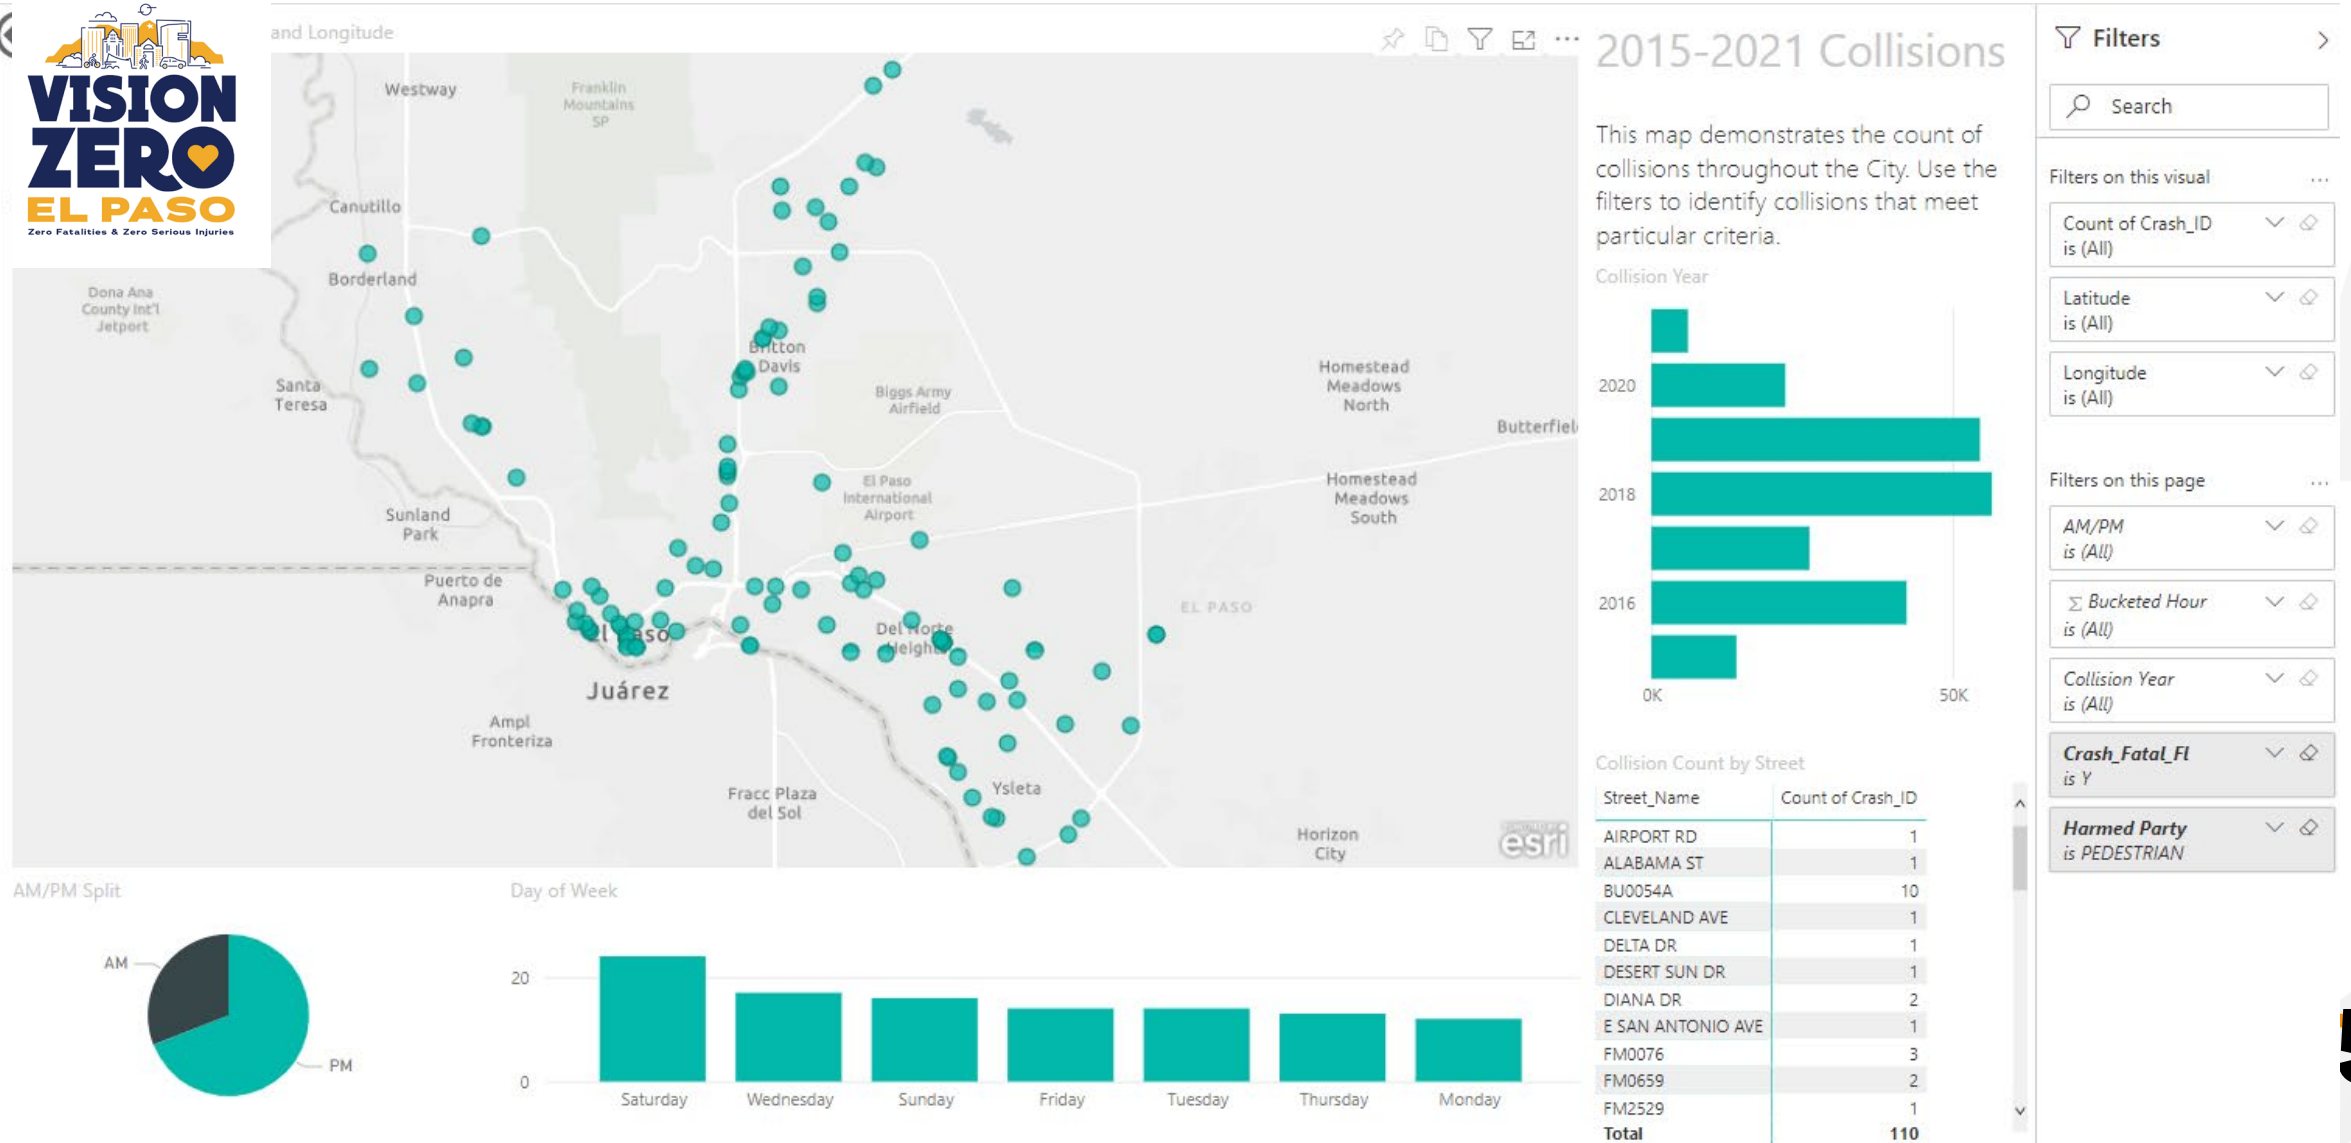 VISION
ZERO
EL PASO
Zero Fatalities & Zero Serious Injuries
and Longitude
Westway
Franklin
Mountains
SP
Canutillo
Borderland
Dona Ana
County Int'l
Jetport
Santa
Teresa
Britton
Davis
Biggs Army
Airfield
Homestead
Meadows
North
Butterfiel
El Paso
International
Airport
Homestead
Meadows
South
Sunland
Park
Puerto de
Anapra
EL PASO
El Paso
Del Norte
Heights
Juárez
Ampl
Fronteriza
Fracc Plaza
del Sol
Ysleta
Horizon
City
esri
AM/PM Split
AM
PM
Day of Week
20
0
Saturday
Wednesday
Sunday
Friday
Tuesday
Thursday
Monday
2015-2021 Collisions
This map demonstrates the count of
collisions throughout the City. Use the
filters to identify collisions that meet
particular criteria.
Collision Year
2020
2018
2016
0K
50K
Collision Count by Street
Street_Name Count of Crash_ID
AIRPORT RD 1
ALABAMA ST 1
BU0054A 10
CLEVELAND AVE 1
DELTA DR 1
DESERT SUN DR 1
DIANA DR 2
E SAN ANTONIO AVE 1
FM0076 3
FM0659 2
FM2529 1
Total 110
Filters
Search
Filters on this visual
Count of Crash_ID
is (All)
Latitude
is (All)
Longitude
is (All)
Filters on this page
AM/PM
is (All)
Σ Bucketed Hour
is (All)
Collision Year
is (All)
Crash_Fatal_Fl
is Y
Harmed Party
is PEDESTRIAN